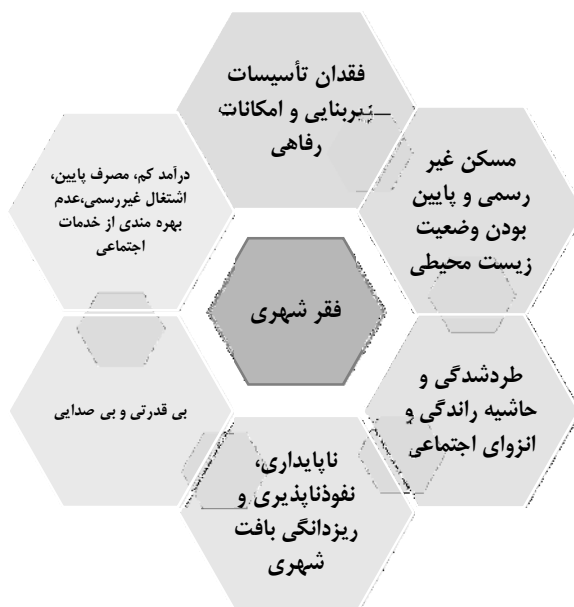 فقدان تأسیسات
زیربنایی و امکانات
رفاهی
مسکن غیر
رسمی و پایین
بودن وضعیت
زیست محیطی
طردشدگی و
حاشیه راندگی و
انزوای اجتماعی
ناپایداری،
نفوذناپذیری و
ریزدانگی بافت
شهری
بی قدرتی و بی صدایی
درآمد کم، مصرف پایین،
اشتغال غیررسمی،عدم
بهره مندی از خدمات
اجتماعی
فقر شهری